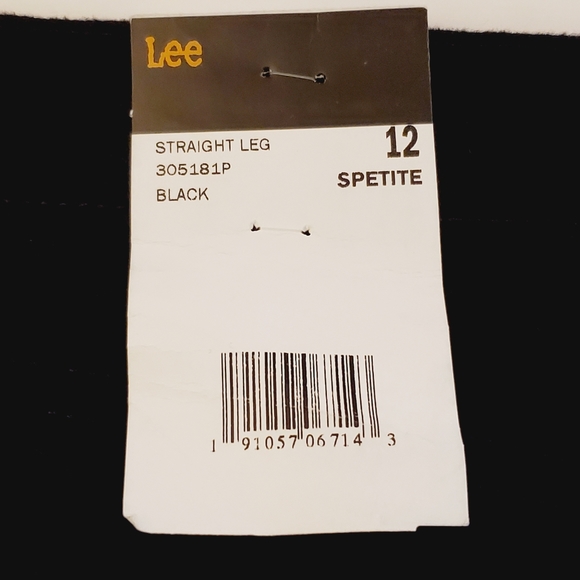 Lee
STRAIGHT LEG
305181P
BLACK
12
SPETITE
1 91057 06714 3